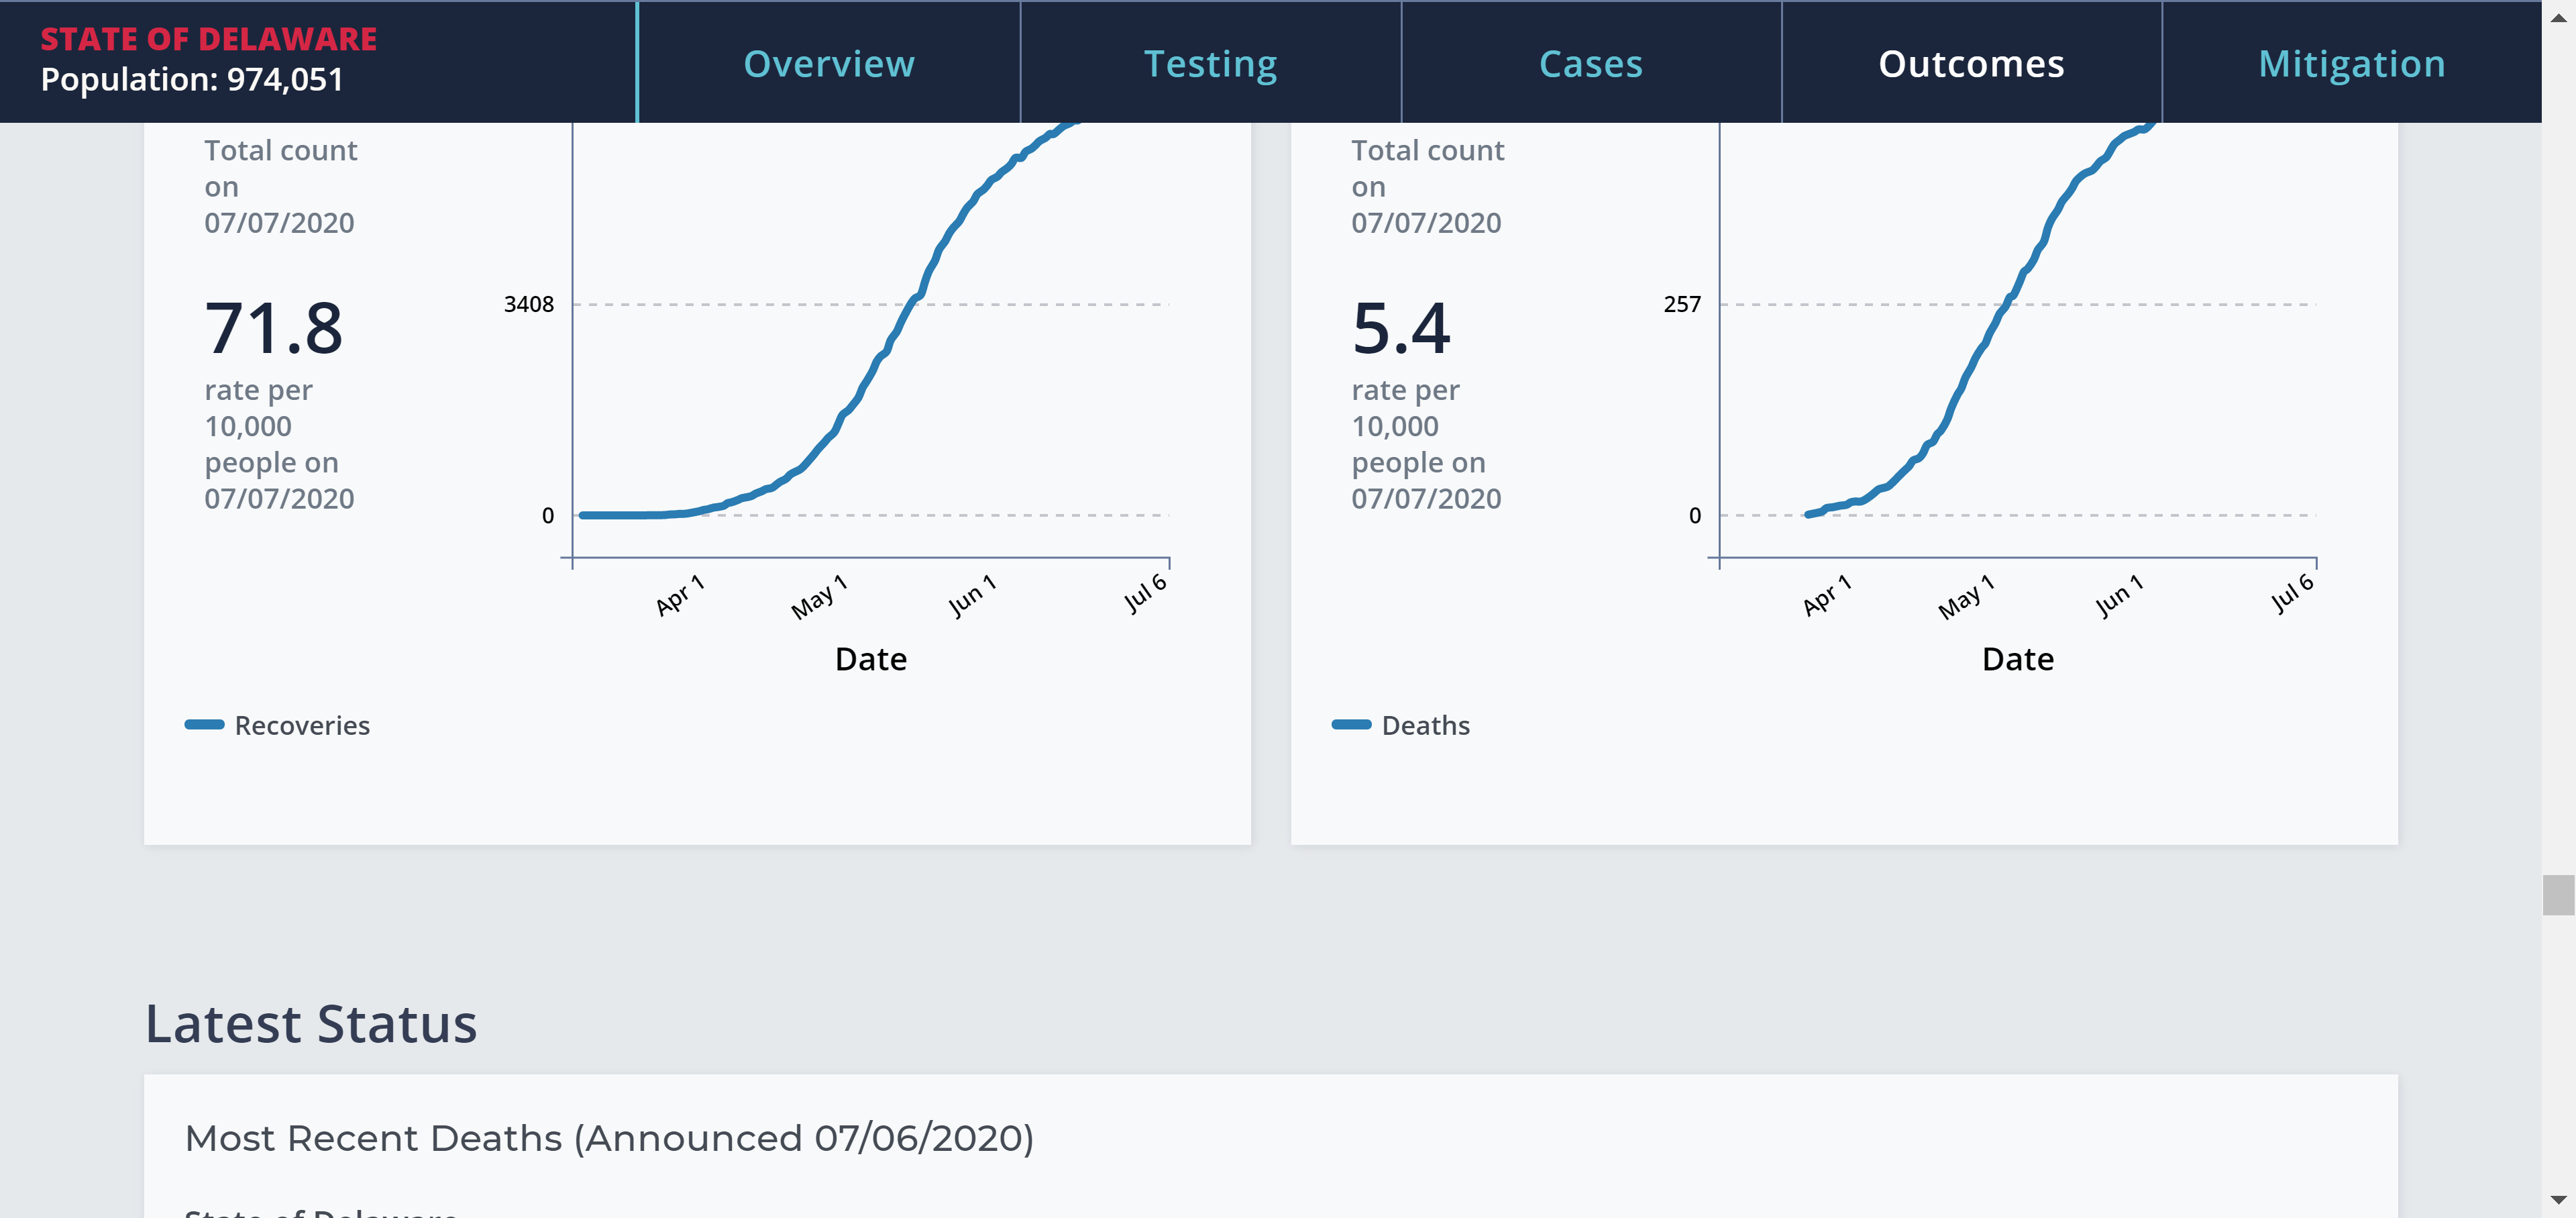 STATE OF DELAWARE
Population: 974,051
Overview
Testing
Cases
Outcomes
Mitigation
Total count
on
07/07/2020
71.8
rate per
10,000
people on
07/07/2020
3408
0
Apr 1
May 1
Jun 1
Jul 6
Date
Recoveries
Total count
on
07/07/2020
5.4
rate per
10,000
people on
07/07/2020
257
0
Apr 1
May 1
Jun 1
Jul 6
Date
Deaths
Latest Status
Most Recent Deaths (Announced 07/06/2020)
State of Delaware